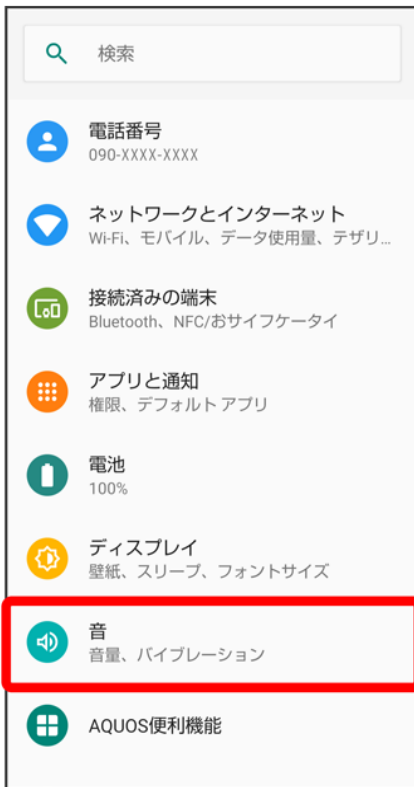 検索
電話番号
090-XXXX-XXXX
ネットワークとインターネット
Wi-Fi、モバイル、データ使用量、テザリ...
接続済みの端末
Bluetooth、NFC/おサイフケータイ
アプリと通知
権限、デフォルト アプリ
電池
100%
ディスプレイ
壁紙、スリープ、フォントサイズ
音
音量、バイブレーション
AQUOS便利機能